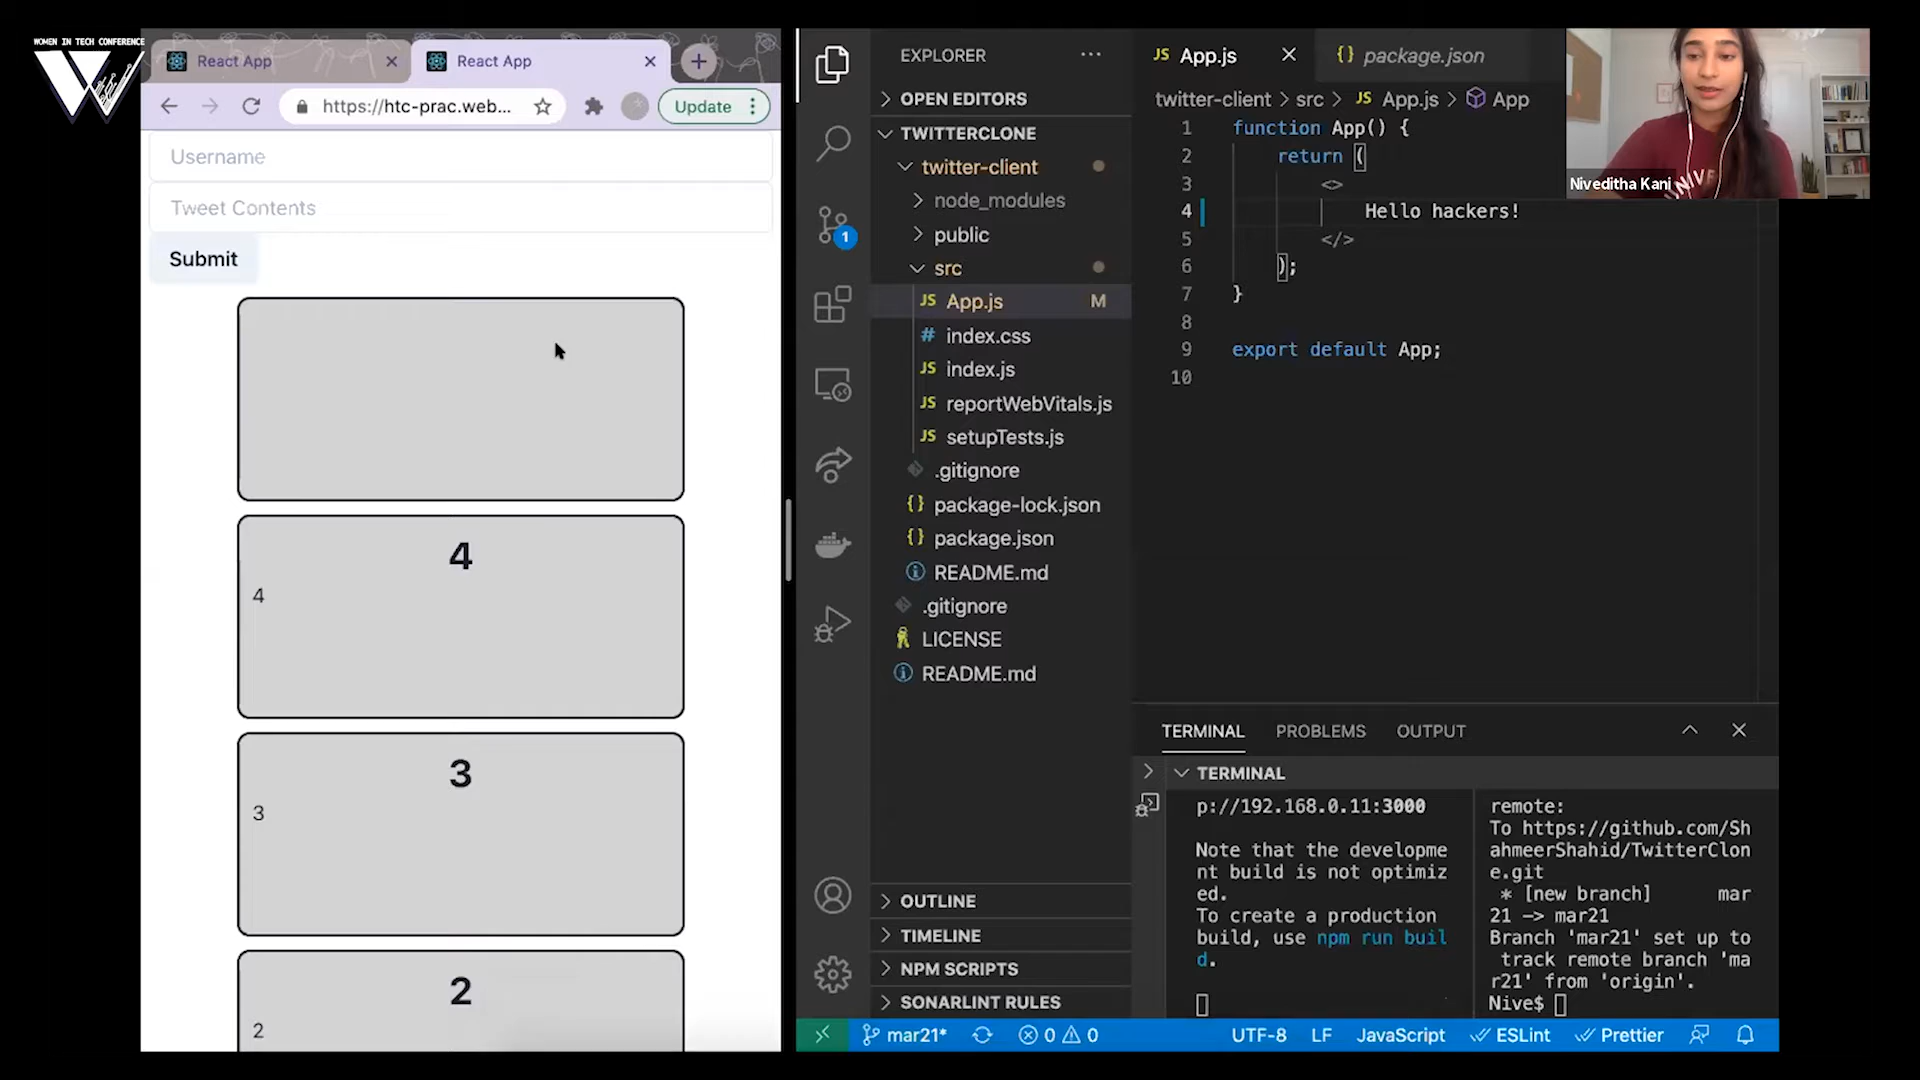 WOMEN IN TECH CONFERENCE
React App
React App
https://htc-prac.web...
Update
Username
Tweet Contents
Submit
4
4
3
3
2
2
EXPLORER
OPEN EDITORS
TWITTERCLONE
twitter-client
node_modules
public
src
JS App.js M
# index.css
JS index.js
JS reportWebVitals.js
JS setupTests.js
.gitignore
{} package-lock.json
{} package.json
README.md
.gitignore
LICENSE
README.md
OUTLINE
TIMELINE
NPM SCRIPTS
SONARLINT RULES
1
JS App.js
{} package.json
twitter-client > src > JS App.js > App
1 function App() {
2 return (
3 <>
4 Hello hackers!
5 </>
6 );
7 }
8
9 export default App;
10
Niveditha Kani
TERMINAL PROBLEMS OUTPUT
TERMINAL
p://192.168.0.11:3000
Note that the developme
nt build is not optimiz
ed.
To create a production
build, use npm run buil
d.
remote:
To https://github.com/Sh
ahmeerShahid/TwitterClon
e.git
* [new branch] mar
21 -> mar21
Branch 'mar21' set up to
track remote branch 'ma
r21' from 'origin'.
Nive$
mar21* 0 0 UTF-8 LF JavaScript ESLint Prettier